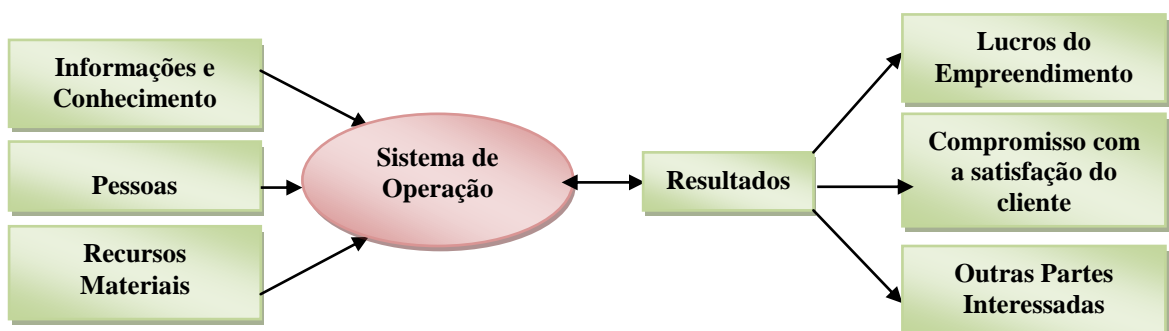 Informações e
Conhecimento
Pessoas
Recursos
Materiais
Sistema de
Operação
Resultados
Lucros do
Empreendimento
Compromisso com
a satisfação do
cliente
Outras Partes
Interessadas